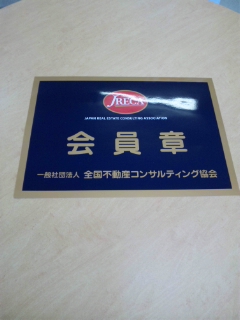 JRECA
JAPAN REAL ESTATE CONSULTING ASSOCIATION
会員章
一般社団法人 全国不動産コンサルティング協会